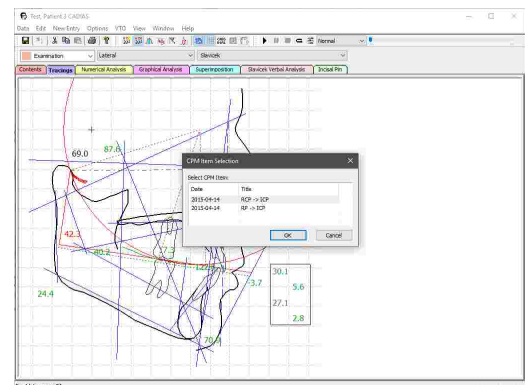 Test, Patient 3 CADIAS
Data Edit New Entry Options VTO View Window Help
Normal
Examination Lateral Slavicek
Contents Tracings Numerical Analysis Graphical Analysis Superimposition Slavicek Verbal Analysis Incisal Pin
87.6
69.0
CPM Item Selection
Select CPM Item:
Date Title
2015-04-14 RCP -> ICP
2015-04-14 RP -> ICP
OK Cancel
42.3
40.2
30.1
-3.7
5.6
24.4
27.1
2.8